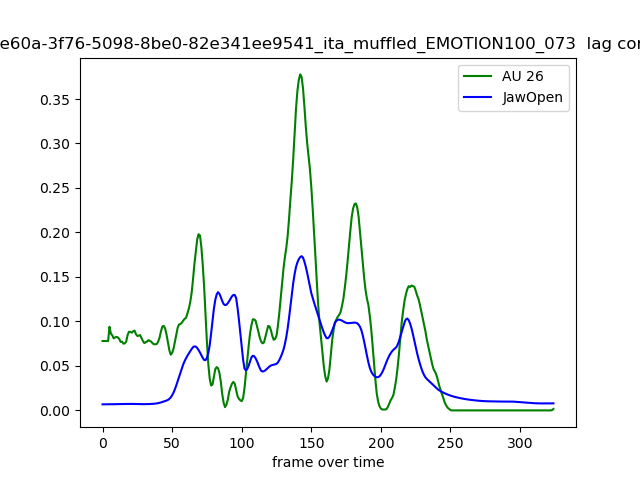 e60a-3f76-5098-8be0-82e341ee9541_ita_muffled_EMOTION100_073 lag
AU 26
JawOpen
0.35
0.30
0.25
0.20
0.15
0.10
0.05
0.00
0 50 100 150 200 250 300
frame over time